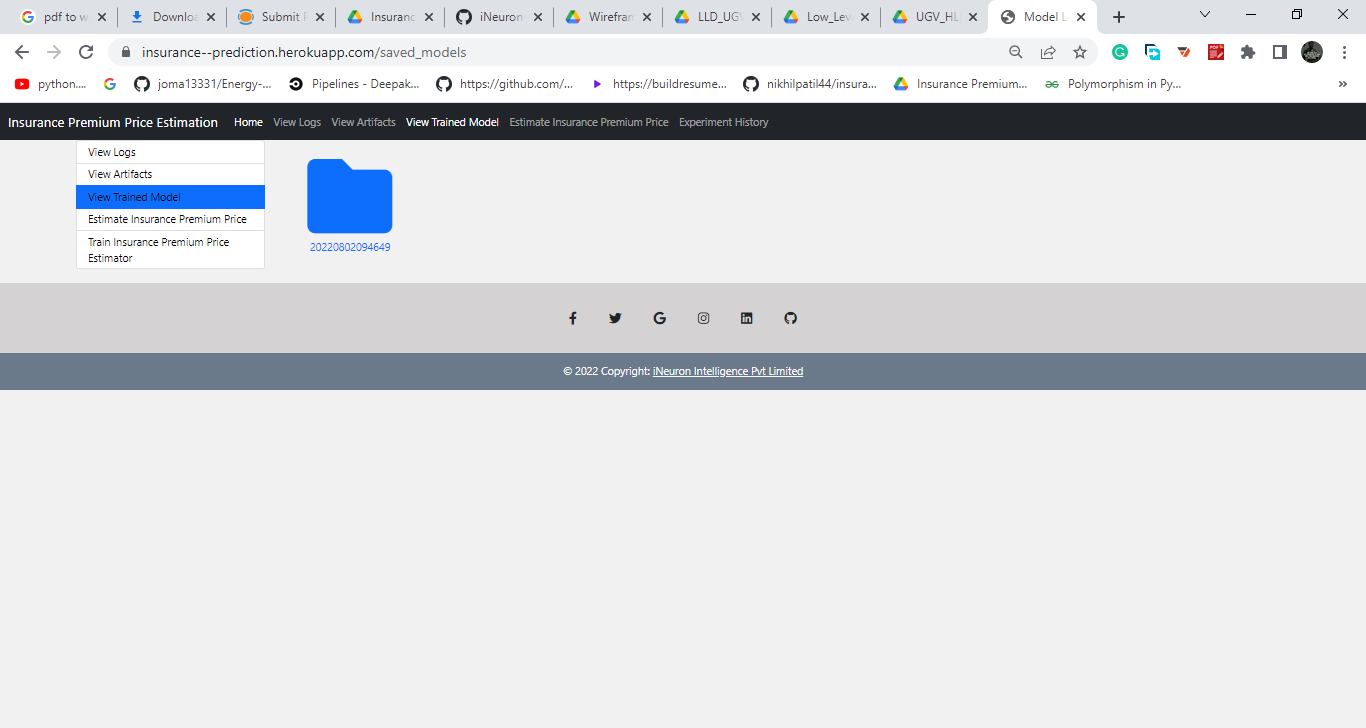 pdf to w
Downloa
Submit P
Insuranc
iNeuron
Wirefran
LLD_UGV
Low_Lev
UGV_HL
Model L
insurance--prediction.herokuapp.com/saved_models
python....
joma13331/Energy-...
Pipelines - Deepak...
https://github.com/...
https://buildresume...
nikhilpatil44/insura...
Insurance Premium...
Polymorphism in Py...
»
Insurance Premium Price Estimation Home View Logs View Artifacts View Trained Model Estimate Insurance Premium Price Experiment History
View Logs
View Artifacts
View Trained Model
Estimate Insurance Premium Price
Train Insurance Premium Price
Estimator
20220802094649
© 2022 Copyright: iNeuron Intelligence Pvt Limited